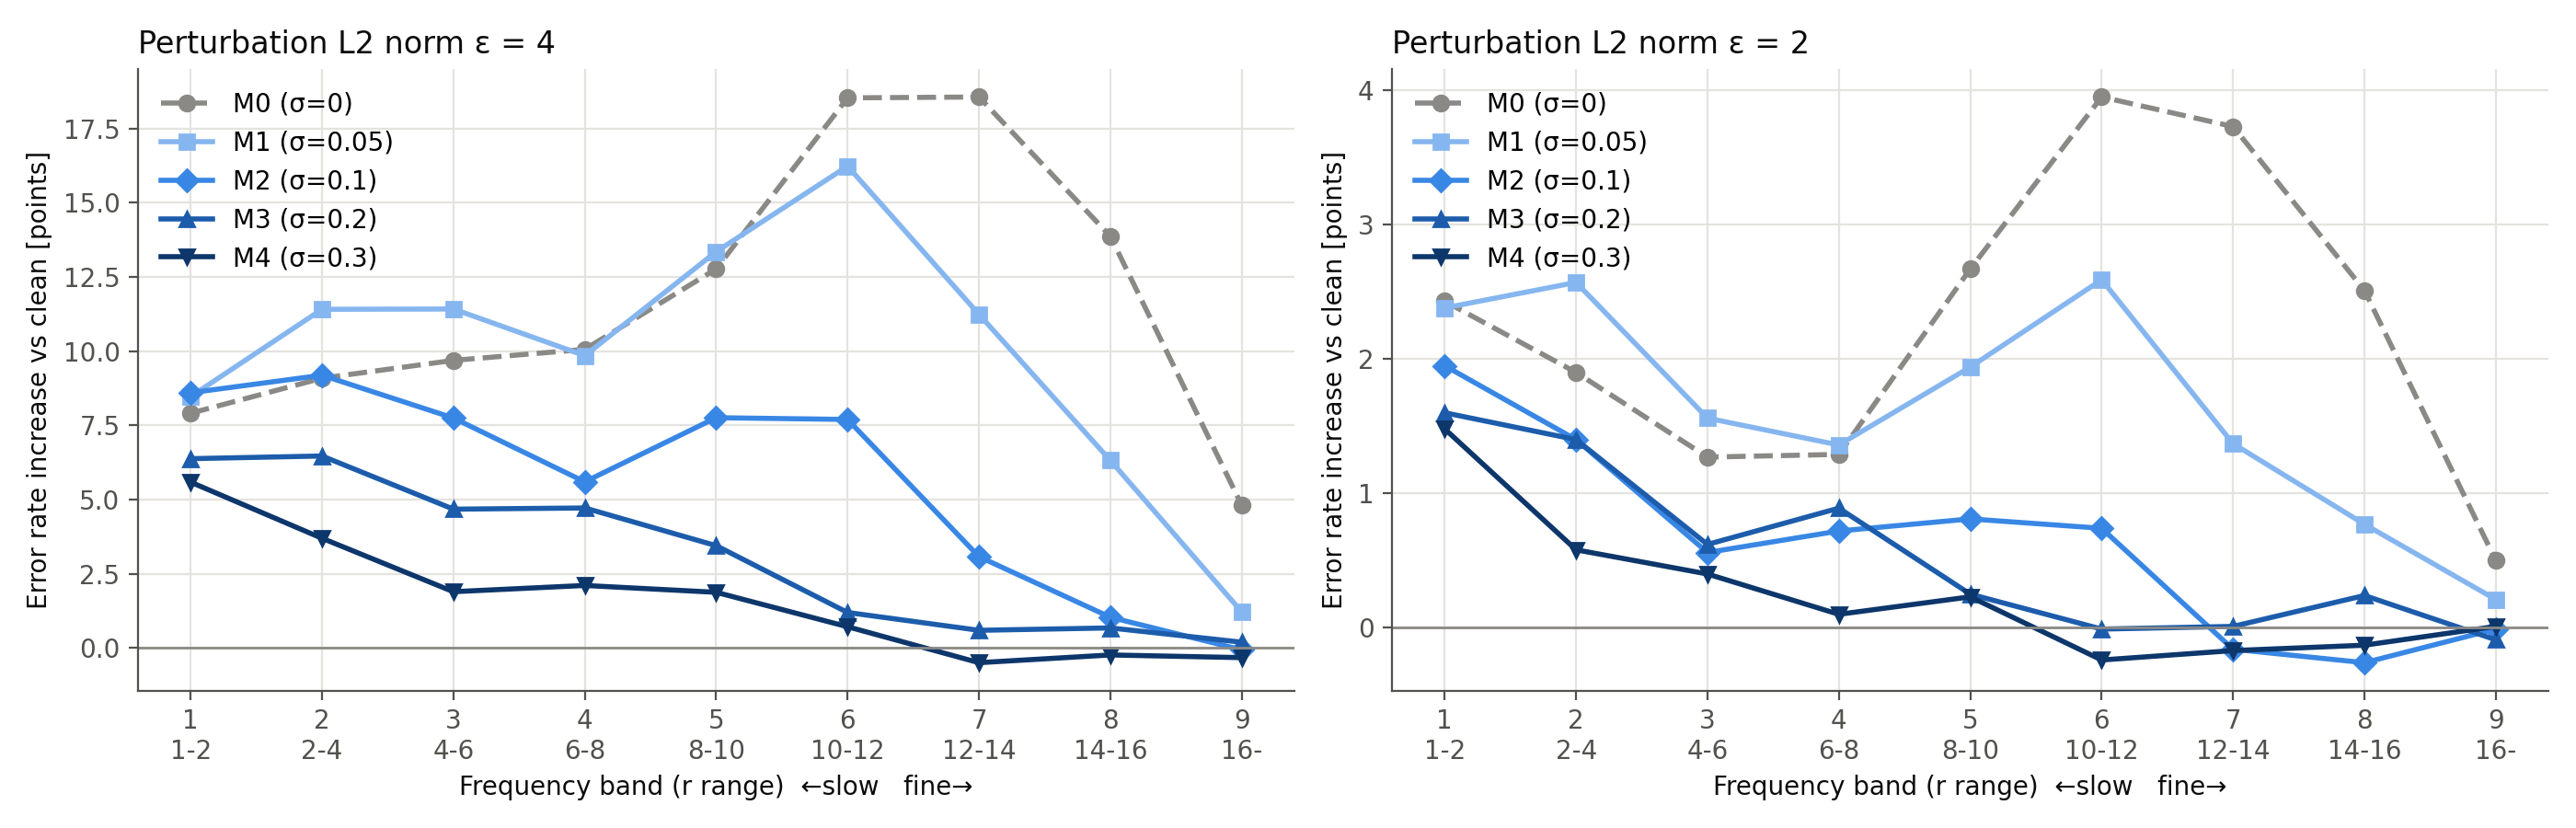 Perturbation L2 norm ε = 4
Error rate increase vs clean [points]
17.5
15.0
12.5
10.0
7.5
5.0
2.5
0.0
M0 (σ=0)
M1 (σ=0.05)
M2 (σ=0.1)
M3 (σ=0.2)
M4 (σ=0.3)
1 2 3 4 5 6 7 8 9
1-2 2-4 4-6 6-8 8-10 10-12 12-14 14-16 16-
Frequency band (r range) ←slow fine→
Perturbation L2 norm ε = 2
Error rate increase vs clean [points]
4
3
2
1
0
M0 (σ=0)
M1 (σ=0.05)
M2 (σ=0.1)
M3 (σ=0.2)
M4 (σ=0.3)
1 2 3 4 5 6 7 8 9
1-2 2-4 4-6 6-8 8-10 10-12 12-14 14-16 16-
Frequency band (r range) ←slow fine→